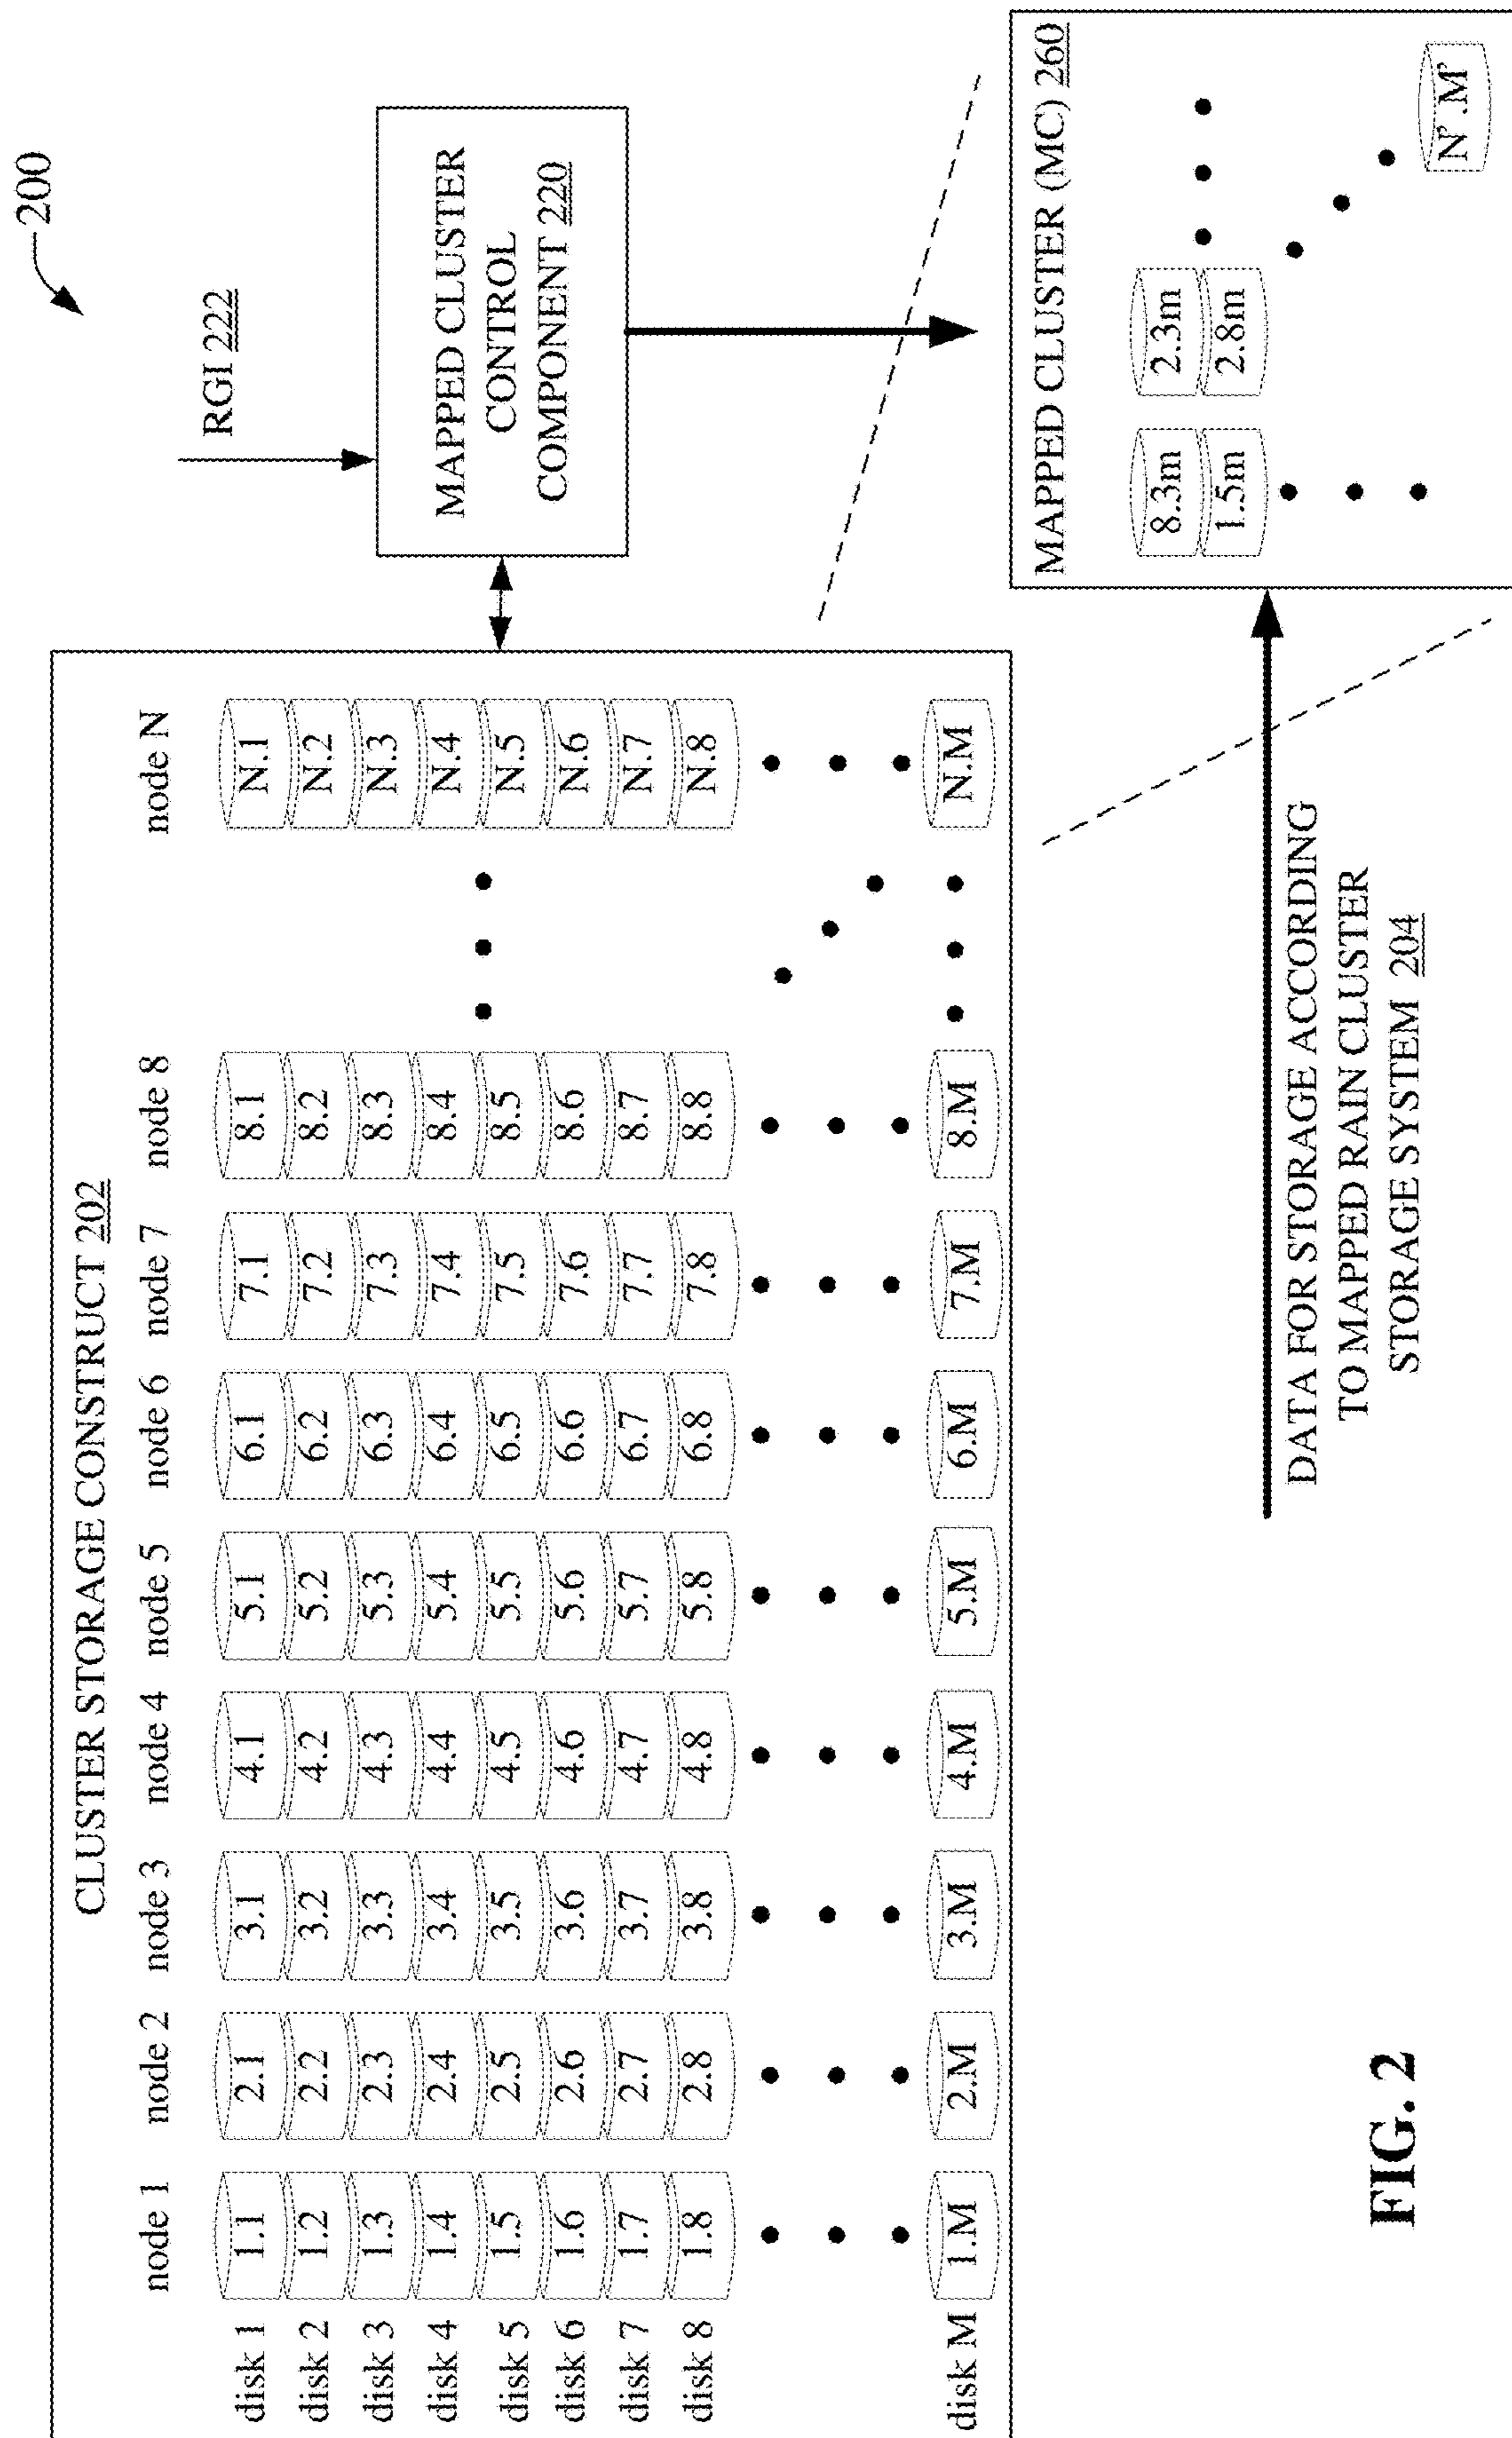 200
CLUSTER STORAGE CONSTRUCT 202
node 1 node 2 node 3 node 4 node 5 node 6 node 7 node 8 node N
disk 1 1.1 2.1 3.1 4.1 5.1 6.1 7.1 8.1 N.1
disk 2 1.2 2.2 3.2 4.2 5.2 6.2 7.2 8.2 N.2
disk 3 1.3 2.3 3.3 4.3 5.3 6.3 7.3 8.3 N.3
disk 4 1.4 2.4 3.4 4.4 5.4 6.4 7.4 8.4 N.4
disk 5 1.5 2.5 3.5 4.5 5.5 6.5 7.5 8.5 N.5
disk 6 1.6 2.6 3.6 4.6 5.6 6.6 7.6 8.6 N.6
disk 7 1.7 2.7 3.7 4.7 5.7 6.7 7.7 8.7 N.7
disk 8 1.8 2.8 3.8 4.8 5.8 6.8 7.8 8.8 N.8
disk M 1.M 2.M 3.M 4.M 5.M 6.M 7.M 8.M N.M
RGI 222
MAPPED CLUSTER
CONTROL
COMPONENT 220
MAPPED CLUSTER (MC) 260
8.3m 2.3m
1.5m 2.8m
N'.M'
DATA FOR STORAGE ACCORDING
TO MAPPED RAIN CLUSTER
STORAGE SYSTEM 204
FIG. 2